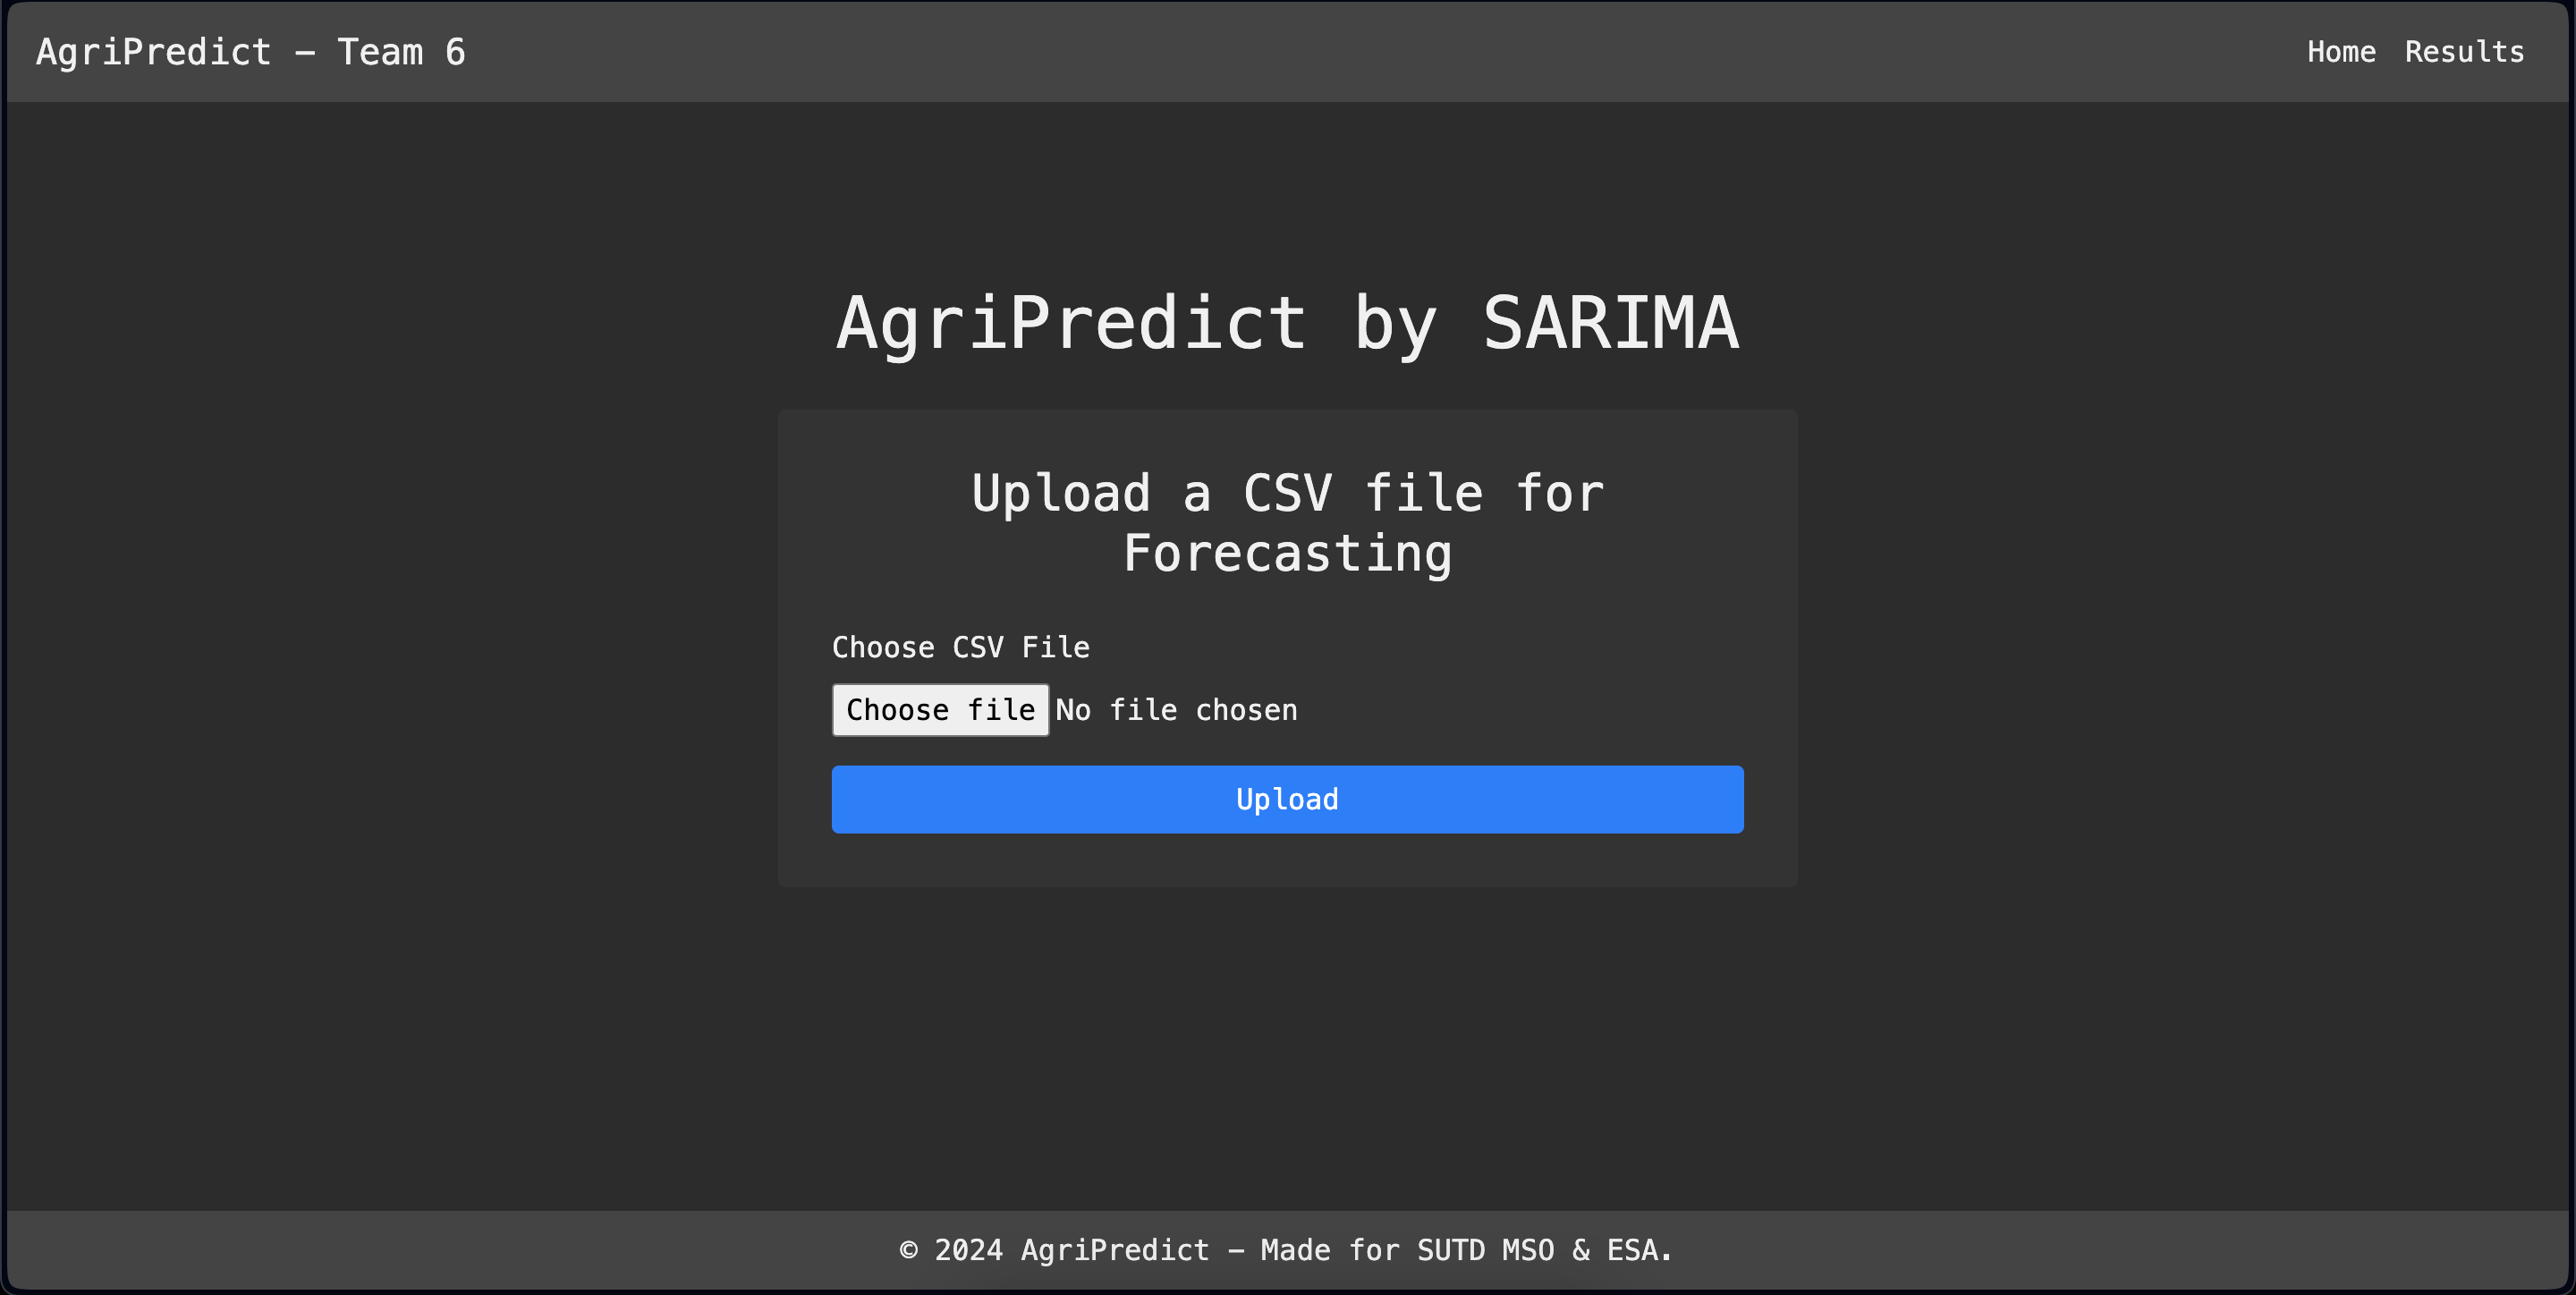 AgriPredict – Team 6
Home Results
AgriPredict by SARIMA
Upload a CSV file for
Forecasting
Choose CSV File
Choose file No file chosen
Upload
© 2024 AgriPredict – Made for SUTD MSO & ESA.